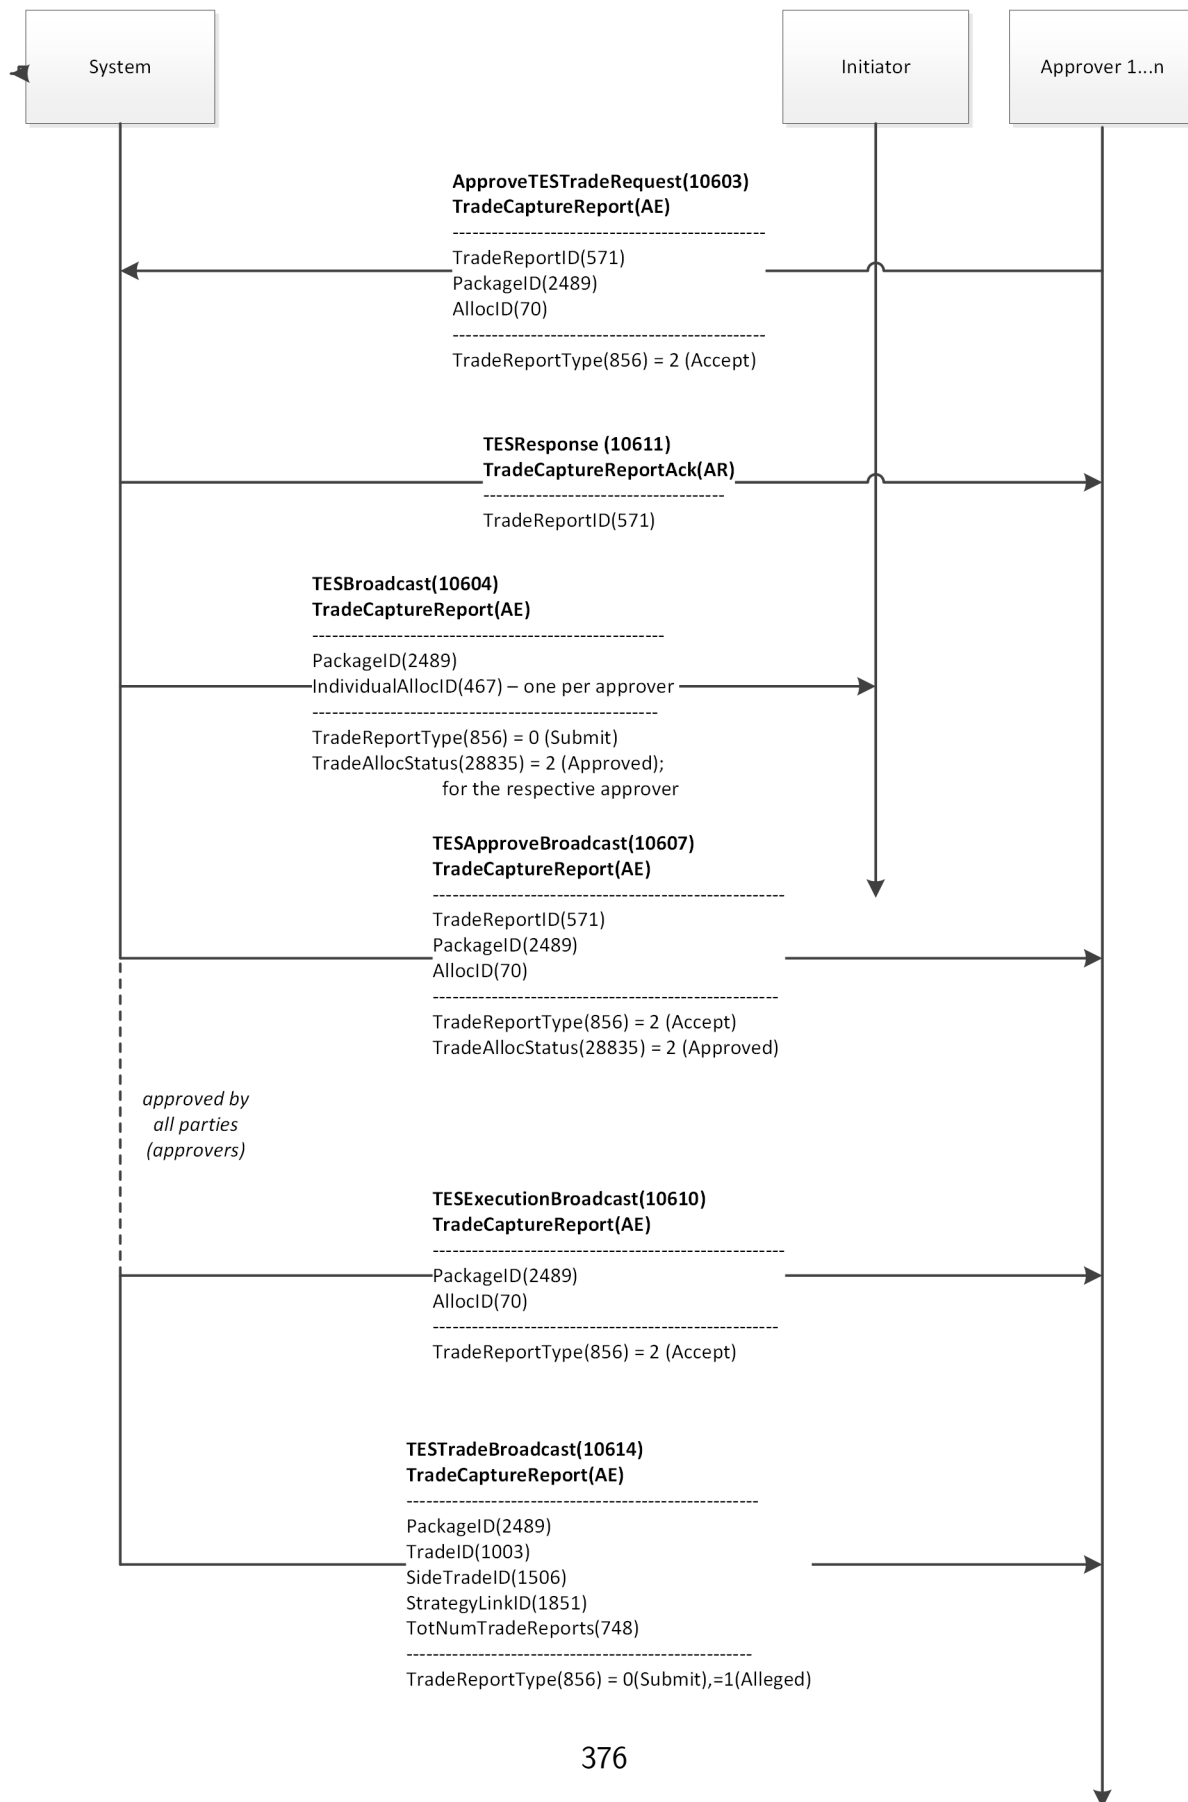 System
Initiator
Approver 1...n
ApproveTESTradeRequest(10603)
TradeCaptureReport(AE)
------------------------------------------------
TradeReportID(571)
PackageID(2489)
AllocID(70)
------------------------------------------------
TradeReportType(856) = 2 (Accept)
TESResponse (10611)
TradeCaptureReportAck(AR)
-------------------------------------
TradeReportID(571)
TESBroadcast(10604)
TradeCaptureReport(AE)
------------------------------------------------------
PackageID(2489)
IndividualAllocID(467) – one per approver
-----------------------------------------------------
TradeReportType(856) = 0 (Submit)
TradeAllocStatus(28835) = 2 (Approved);
for the respective approver
TESApproveBroadcast(10607)
TradeCaptureReport(AE)
------------------------------------------------------
TradeReportID(571)
PackageID(2489)
AllocID(70)
-----------------------------------------------------
TradeReportType(856) = 2 (Accept)
TradeAllocStatus(28835) = 2 (Approved)
approved by
all parties
(approvers)
TESExecutionBroadcast(10610)
TradeCaptureReport(AE)
------------------------------------------------------
PackageID(2489)
AllocID(70)
-----------------------------------------------------
TradeReportType(856) = 2 (Accept)
TESTradeBroadcast(10614)
TradeCaptureReport(AE)
------------------------------------------------------
PackageID(2489)
TradeID(1003)
SideTradeID(1506)
StrategyLinkID(1851)
TotNumTradeReports(748)
-----------------------------------------------------
TradeReportType(856) = 0(Submit),=1(Alleged)
376